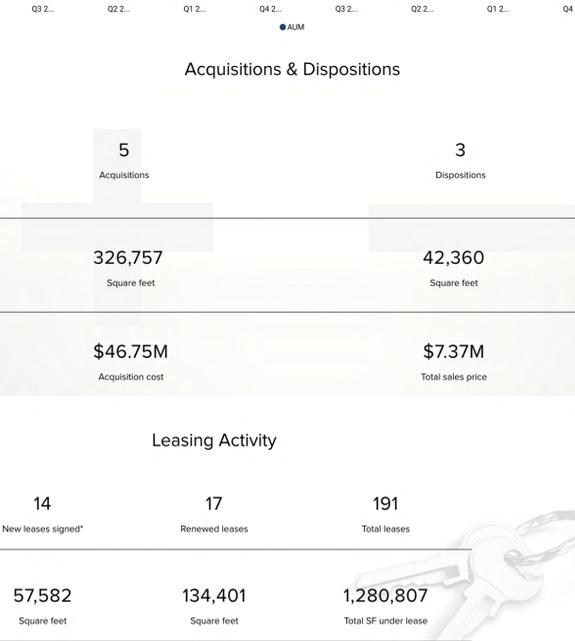 Q3 2... Q2 2... Q1 2... Q4 2... Q3 2... Q2 2... Q1 2... Q4
AUM
Acquisitions & Dispositions
5 3
Acquisitions Dispositions
326,757 42,360
Square feet Square feet
$46.75M $7.37M
Acquisition cost Total sales price
Leasing Activity
14 17 191
New leases signed* Renewed leases Total leases
57,582 134,401 1,280,807
Square feet Square feet Total SF under lease